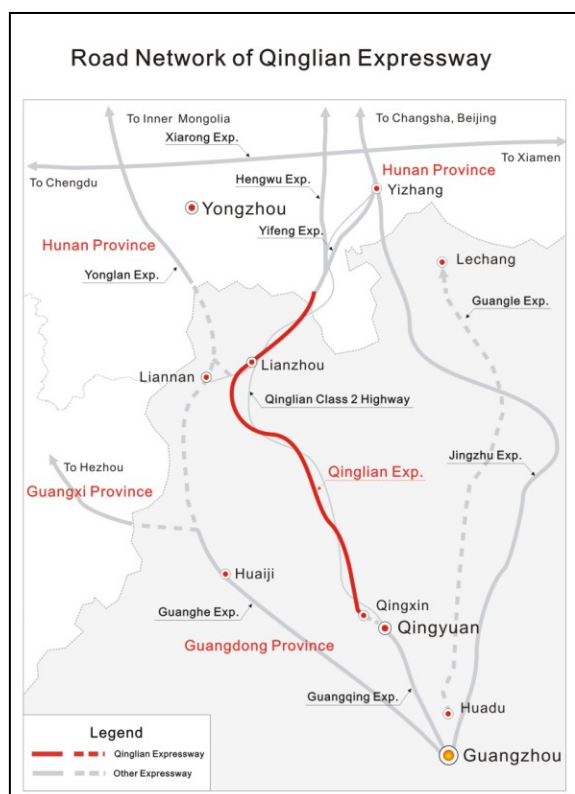 Road Network of Qinglian Expressway
To Inner Mongolia
To Changsha, Beijing
Xiarong Exp.
To Xiamen
To Chengdu
Hengwu Exp.
Hunan Province
Yizhang
Yongzhou
Yifeng Exp.
Hunan Province
Lechang
Yonglan Exp.
Guangle Exp.
Lianzhou
Liannan
Qinglian Class 2 Highway
Jingzhu Exp.
To Hezhou
Qinglian Exp.
Guangxi Province
Huaiji
Qingxin
Guanghe Exp.
Qingyuan
Guangdong Province
Guangqing Exp.
Huadu
Legend
Guangzhou
Qinglian Expressway
Other Expressway